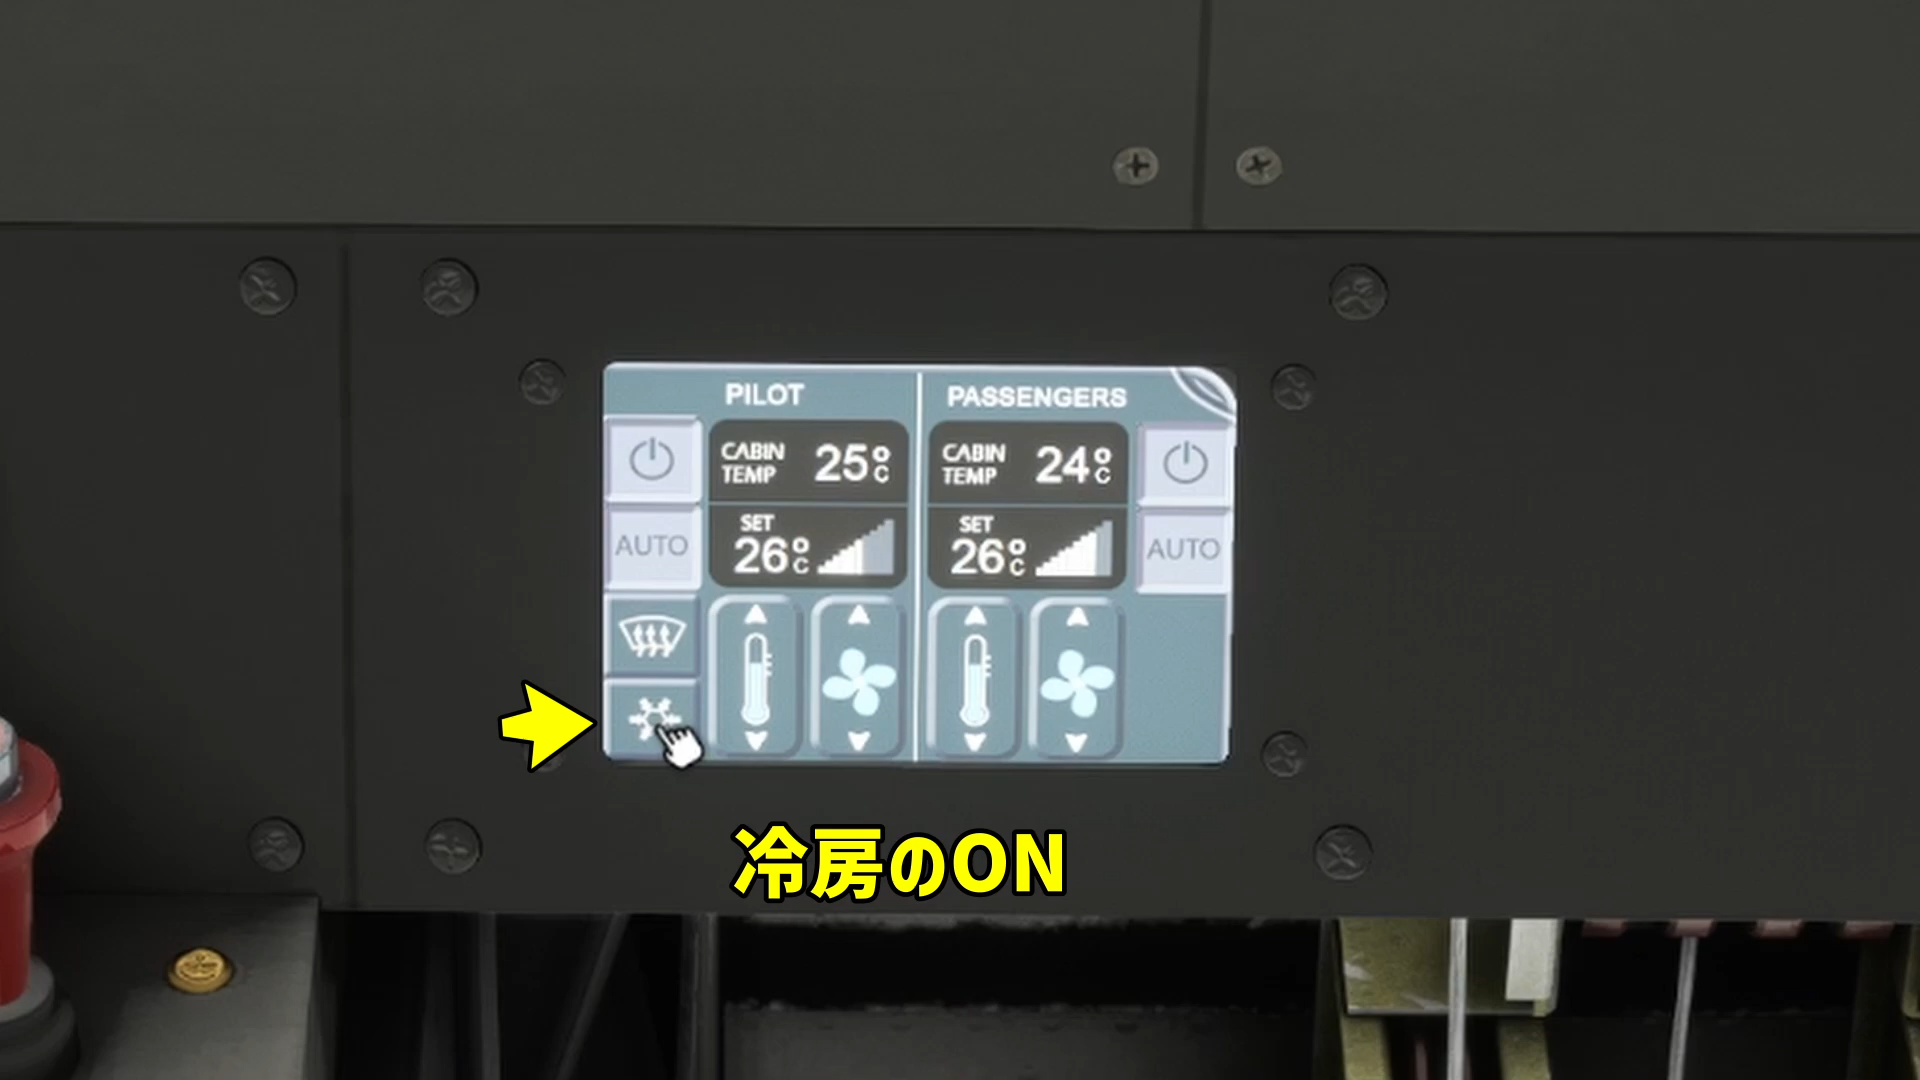 PILOT
PASSENGERS
CABIN
TEMP
25°C
CABIN
TEMP
24°C
AUTO
SET
26°C
SET
26°C
AUTO
冷房のON